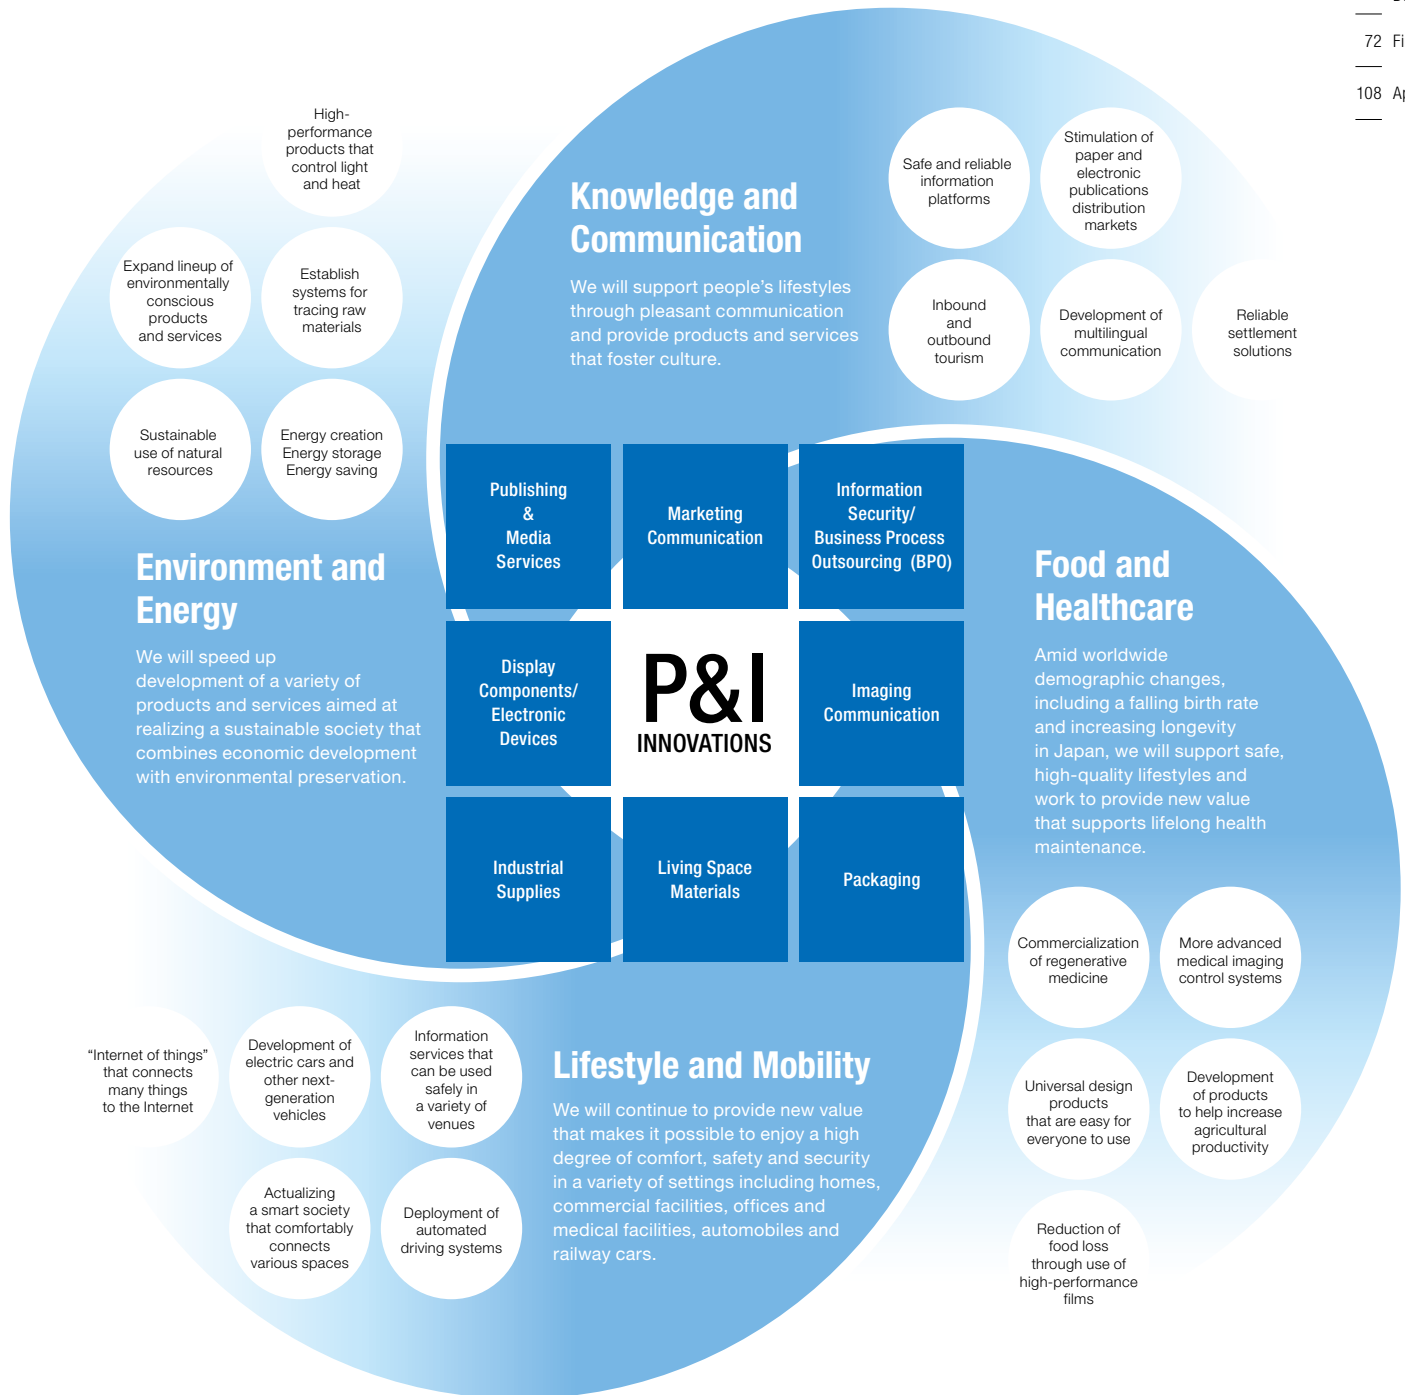 72 Fi
108 Ap
High-
performance
products that
control light
and heat
Expand lineup of
environmentally
conscious
products
and services
Establish
systems for
tracing raw
materials
Sustainable
use of natural
resources
Energy creation
Energy storage
Energy saving
Environment and
Energy
We will speed up
development of a variety of
products and services aimed at
realizing a sustainable society that
combines economic development
with environmental preservation.
Knowledge and
Communication
We will support people’s lifestyles
through pleasant communication
and provide products and services
that foster culture.
Safe and reliable
information
platforms
Stimulation of
paper and
electronic
publications
distribution
markets
Inbound
and
outbound
tourism
Development of
multilingual
communication
Reliable
settlement
solutions
Publishing
&
Media
Services
Marketing
Communication
Information
Security/
Business Process
Outsourcing (BPO)
Display
Components/
Electronic
Devices
P&I
INNOVATIONS
Imaging
Communication
Industrial
Supplies
Living Space
Materials
Packaging
Food and
Healthcare
Amid worldwide
demographic changes,
including a falling birth rate
and increasing longevity
in Japan, we will support safe,
high-quality lifestyles and
work to provide new value
that supports lifelong health
maintenance.
Commercialization
of regenerative
medicine
More advanced
medical imaging
control systems
Universal design
products
that are easy for
everyone to use
Development
of products
to help increase
agricultural
productivity
Reduction of
food loss
through use of
high-performance
films
“Internet of things”
that connects
many things
to the Internet
Development of
electric cars and
other next-
generation
vehicles
Information
services that
can be used
safely in
a variety of
venues
Actualizing
a smart society
that comfortably
connects
various spaces
Deployment of
automated
driving systems
Lifestyle and Mobility
We will continue to provide new value
that makes it possible to enjoy a high
degree of comfort, safety and security
in a variety of settings including homes,
commercial facilities, offices and
medical facilities, automobiles and
railway cars.